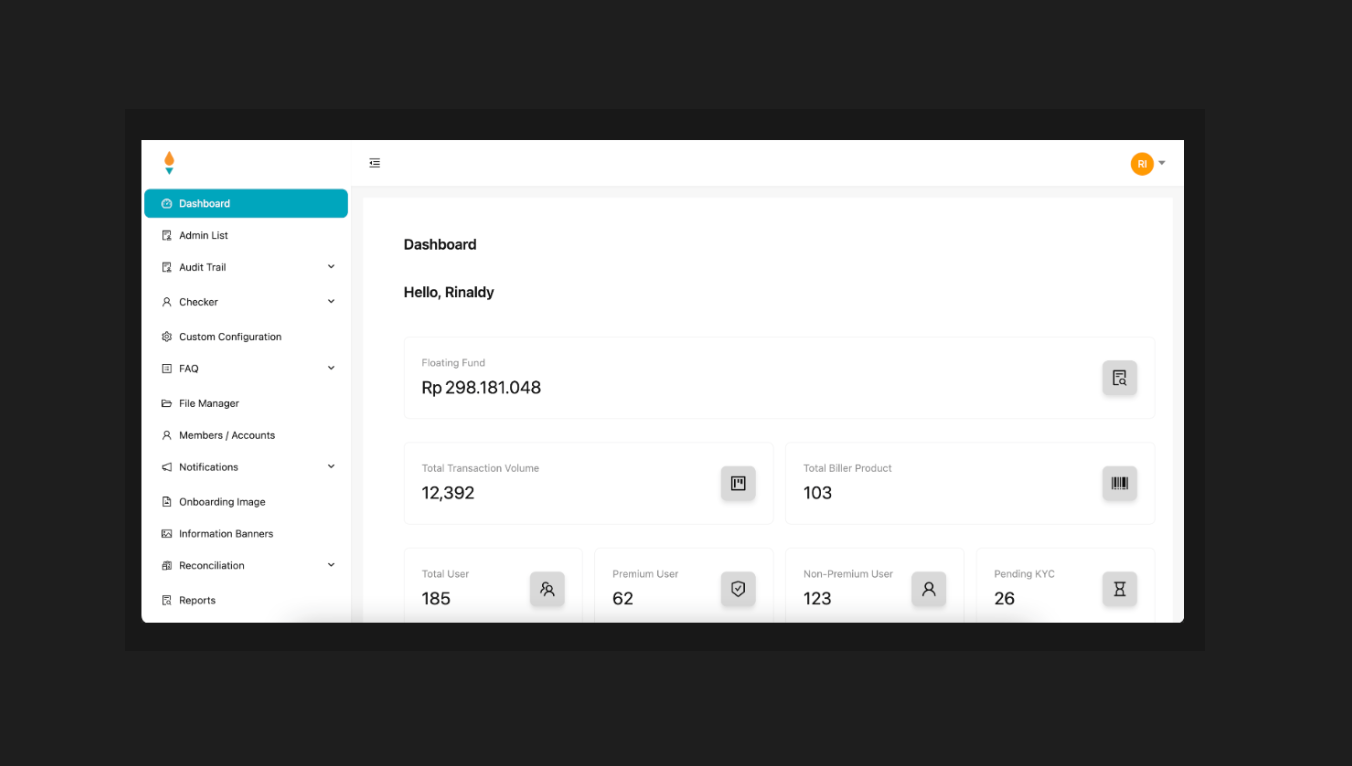 RI
Dashboard
Admin List
Audit Trail
Checker
Custom Configuration
FAQ
File Manager
Members / Accounts
Notifications
Onboarding Image
Information Banners
Reconciliation
Reports
Dashboard
Hello, Rinaldy
Floating Fund
Rp 298.181.048
Total Transaction Volume
12,392
Total Biller Product
103
Total User
185
Premium User
62
Non-Premium User
123
Pending KYC
26